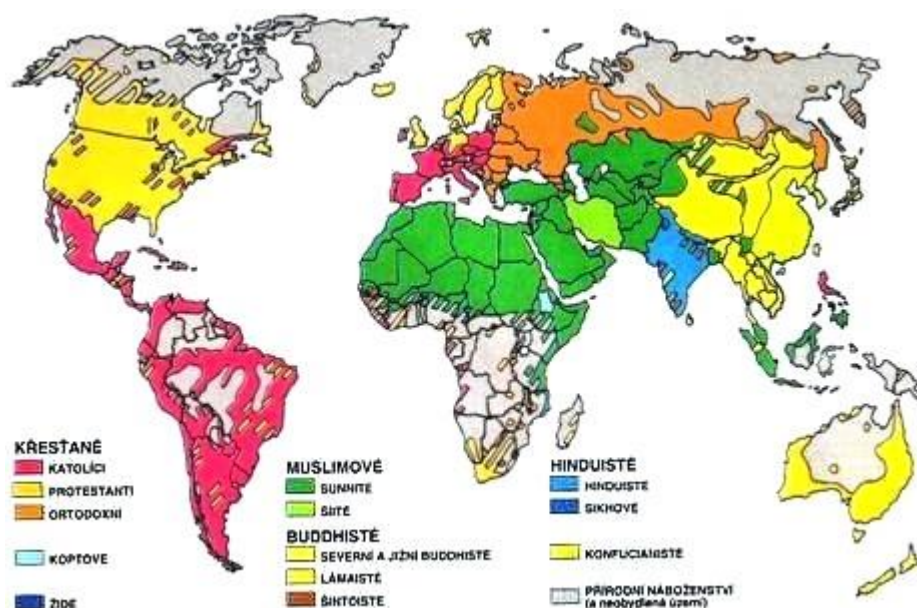 KŘESŤANÉ
KATOLÍCI
PROTESTANTI
ORTODOXNÍ
KOPTOVÉ
ŽIDÉ
MUSLIMOVÉ
SUNNITÉ
ŠIITÉ
BUDDHISTÉ
SEVERNÍ A JIŽNÍ BUDDHISTÉ
LÁMAISTÉ
ŠINTOISTÉ
HINDUISTÉ
HINDUISTÉ
SIKHOVÉ
KONFUCIANISTÉ
PŘÍRODNÍ NÁBOŽENSTVÍ
(a neobydlená území)